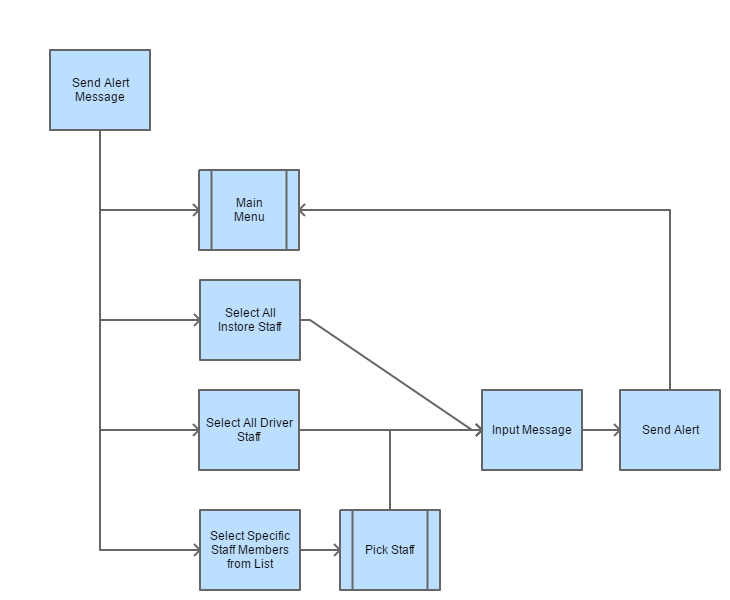 Send Alert
Message
Main
Menu
Select All
Instore Staff
Select All Driver
Staff
Input Message
Send Alert
Select Specific
Staff Members
from List
Pick Staff